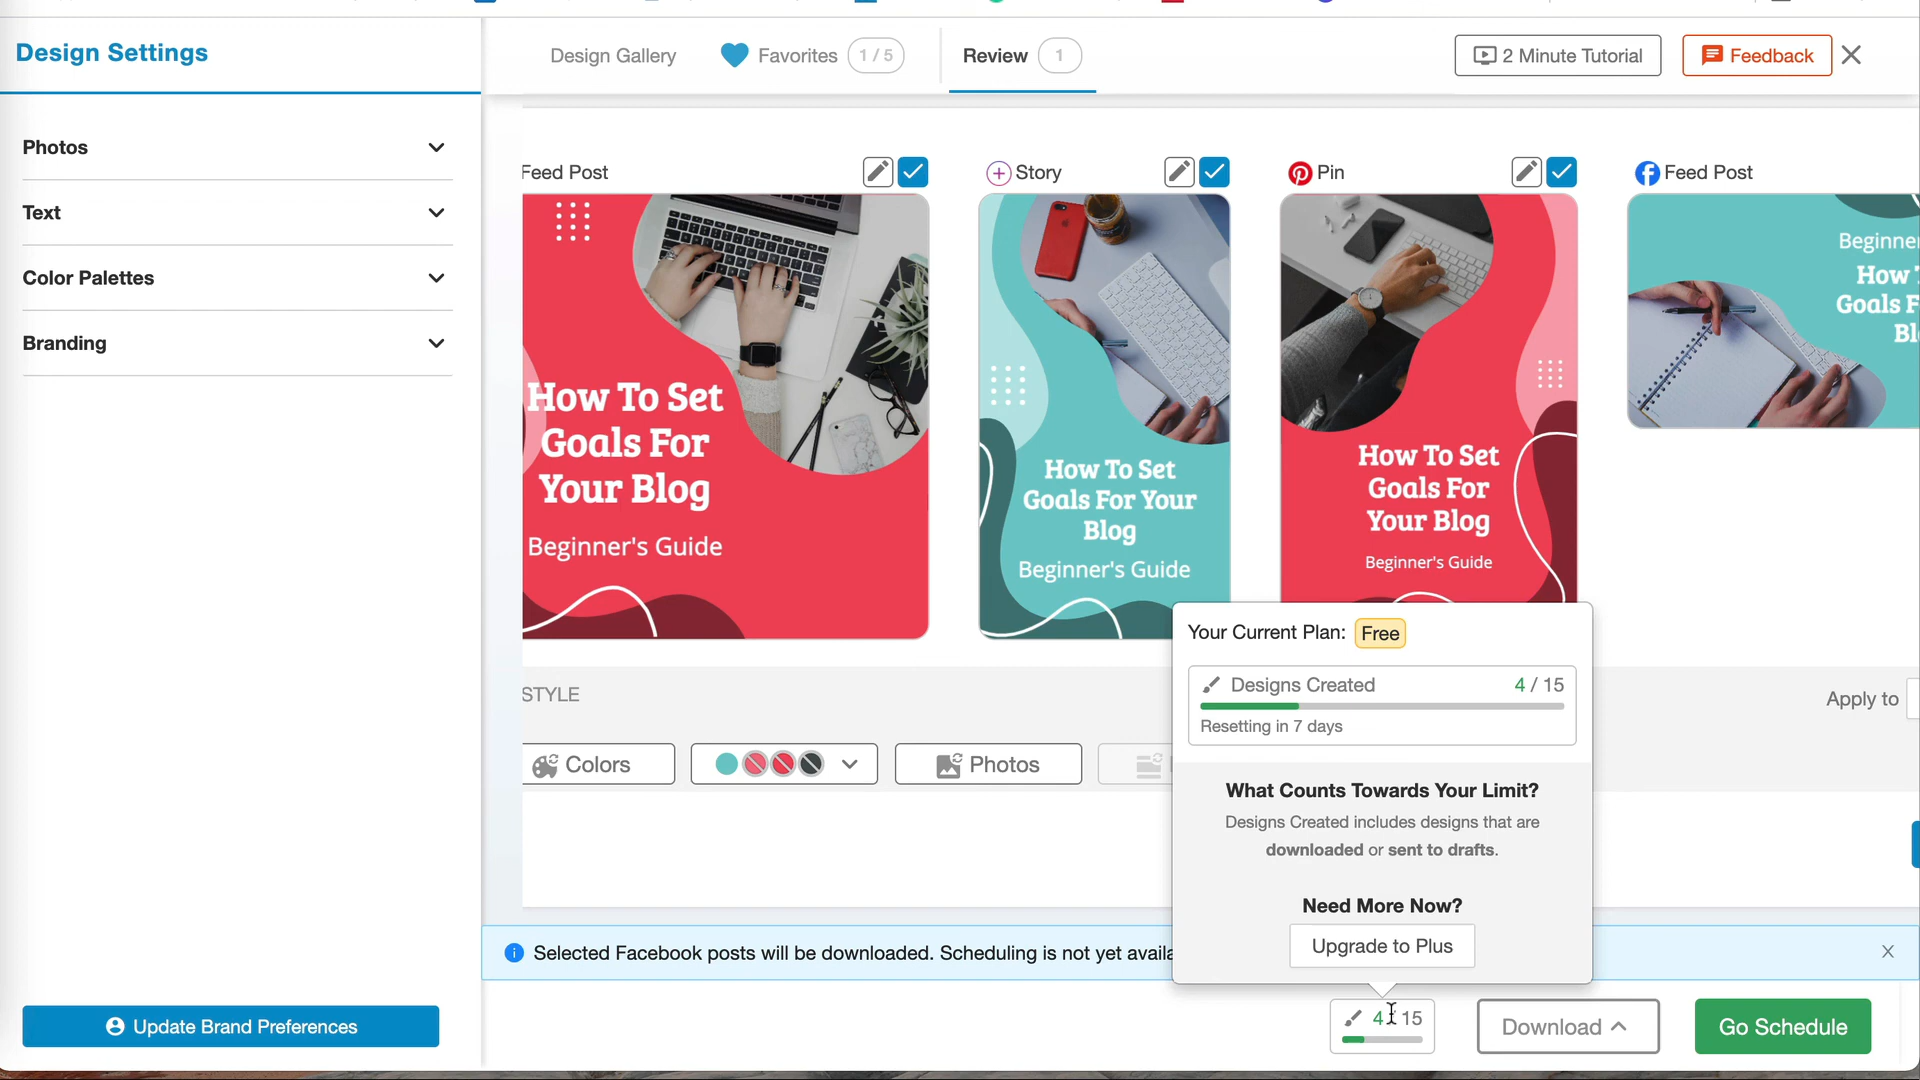 Design Settings
Design Gallery
Favorites 1 / 5
Review 1
2 Minute Tutorial
Feedback
Photos
Text
Color Palettes
Branding
Feed Post
Story
Pin
Feed Post
How To Set
Goals For
Your Blog
Beginner's Guide
How To Set
Goals For Your
Blog
Beginner's Guide
How To Set
Goals For
Your Blog
Beginner's Guide
Beginne
How
Goals F
Bl
STYLE
Apply to
Colors
Photos
Your Current Plan: Free
Designs Created 4 / 15
Resetting in 7 days
What Counts Towards Your Limit?
Designs Created includes designs that are
downloaded or sent to drafts.
Need More Now?
Upgrade to Plus
Selected Facebook posts will be downloaded. Scheduling is not yet availa
Update Brand Preferences
4 / 15
Download
Go Schedule